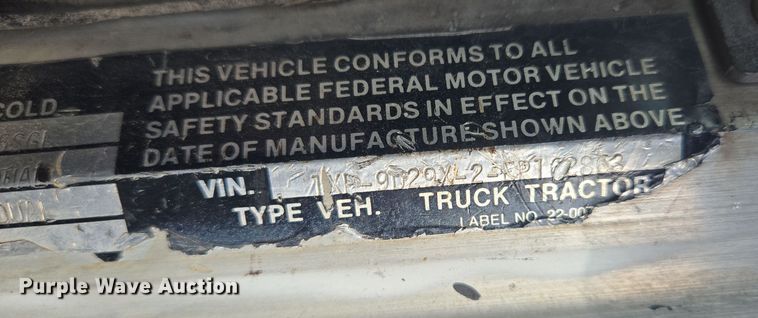 COLD
THIS VEHICLE CONFORMS TO ALL
APPLICABLE FEDERAL MOTOR VEHICLE
SAFETY STANDARDS IN EFFECT ON THE
DATE OF MANUFACTURE SHOWN ABOVE
VIN.
TYPE VEH. TRUCK TRACTOR
LABEL NO.
Purple Wave Auction